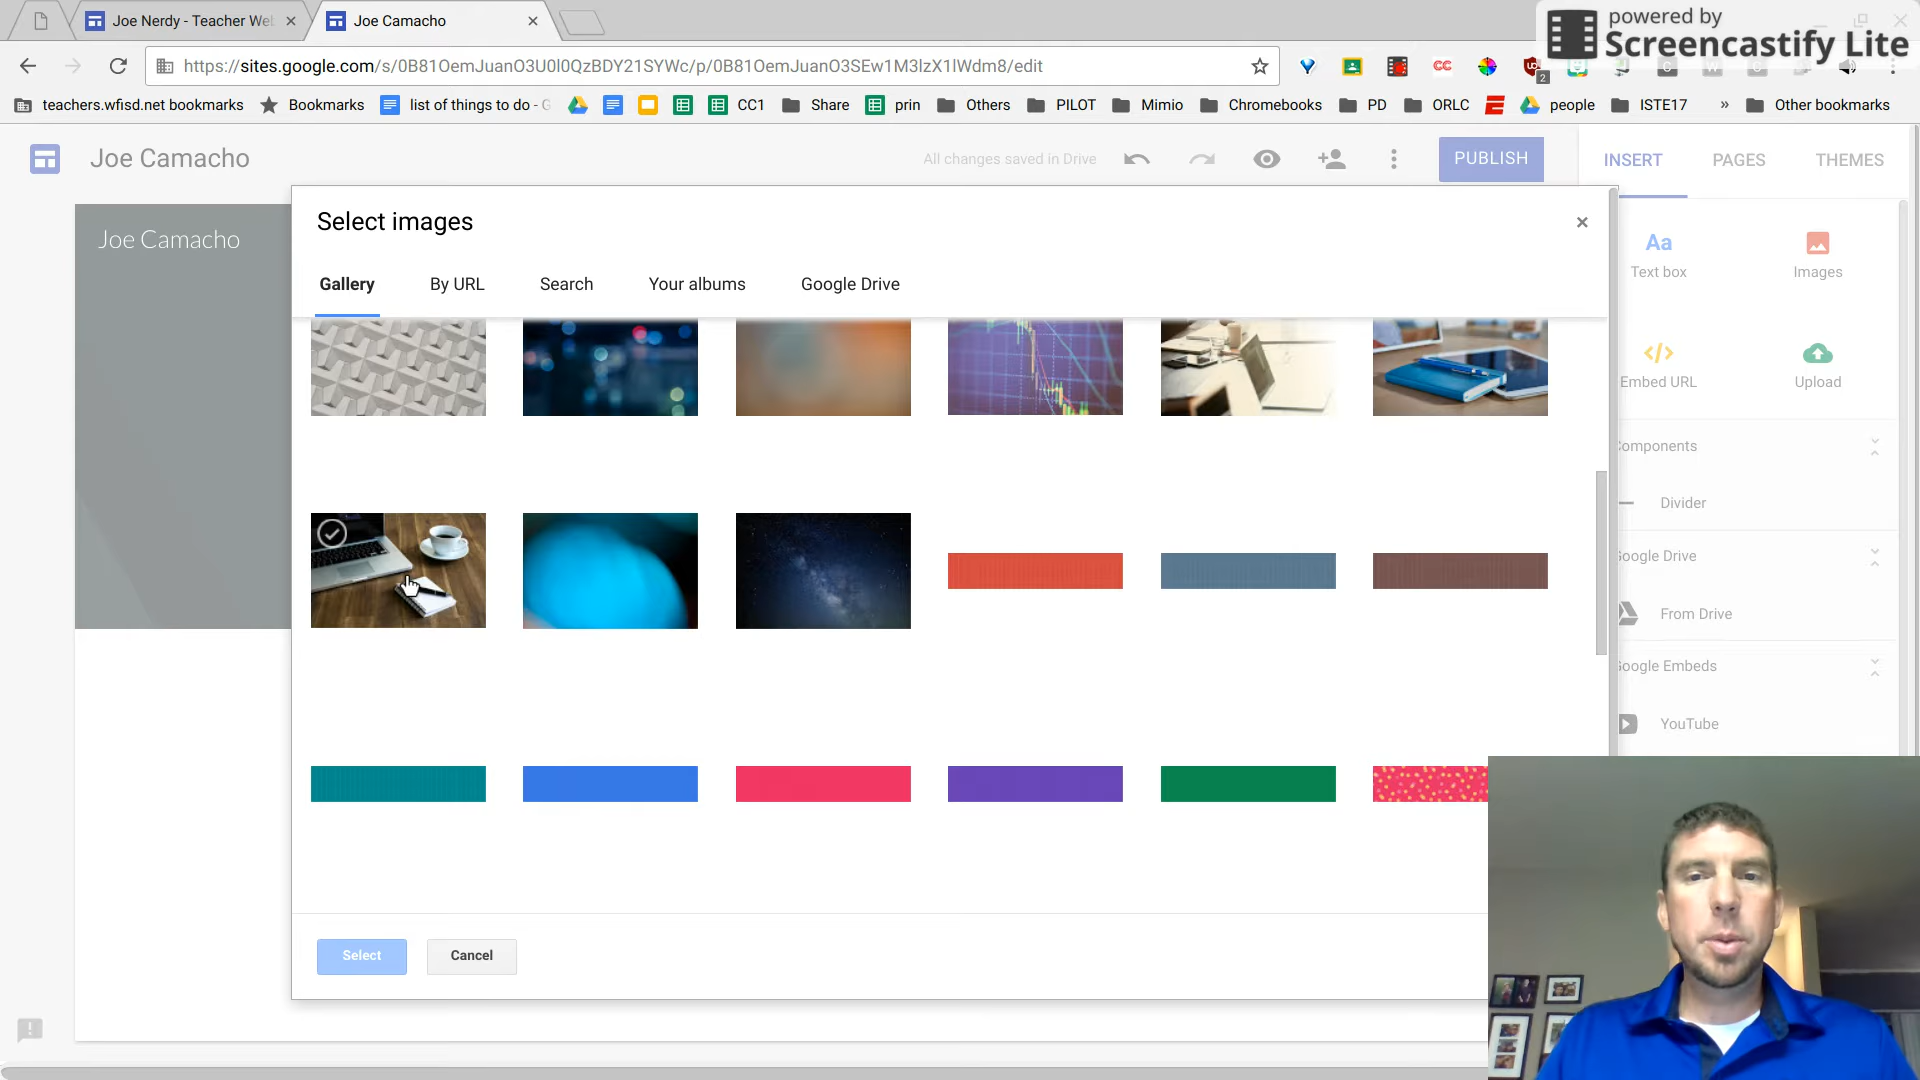 Joe Nerdy - Teacher We
Joe Camacho
powered by
Screencastify Lite
https://sites.google.com/s/0B81OemJuanO3U0l0QzBDY21SYWc/p/0B81OemJuanO3SEw1M3lzX1lWdm8/edit
CC
2
teachers.wfisd.net bookmarks
Bookmarks
list of things to do - G
CC1
Share
prin
Others
PILOT
Mimio
Chromebooks
PD
ORLC
people
ISTE17
»
Other bookmarks
Joe Camacho
All changes saved in Drive
PUBLISH
INSERT
PAGES
THEMES
Joe Camacho
Select images
×
Gallery
By URL
Search
Your albums
Google Drive
Aa
Text box
Images
</>
Embed URL
Upload
omponents
Divider
oogle Drive
From Drive
oogle Embeds
YouTube
Select
Cancel